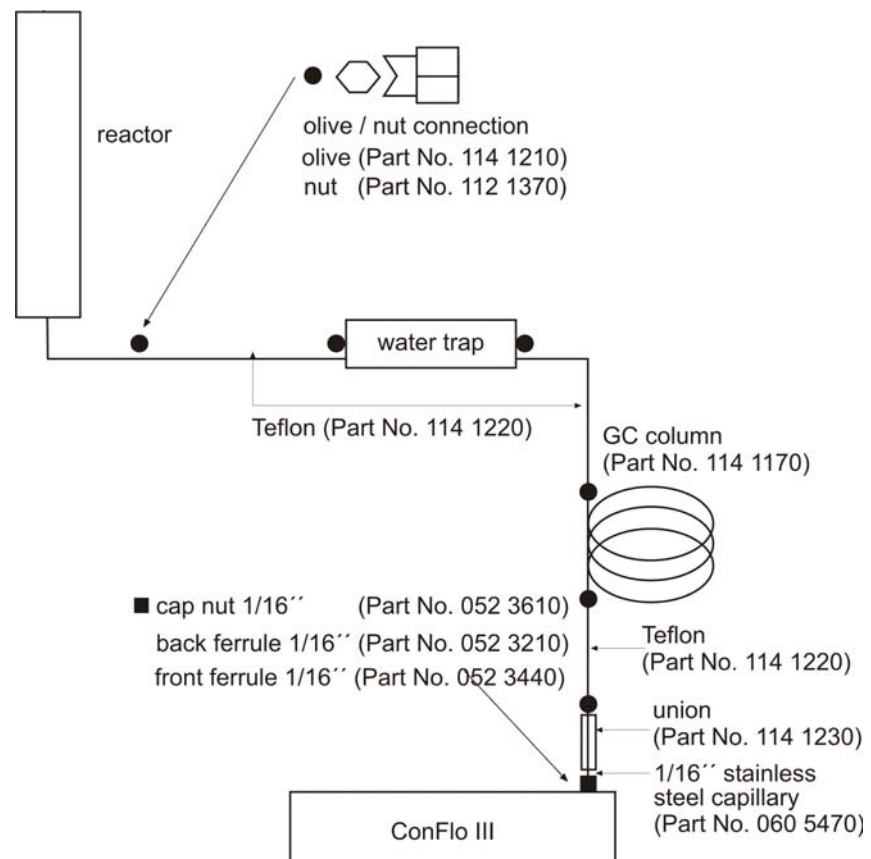 reactor
olive / nut connection
olive (Part No. 114 1210)
nut (Part No. 112 1370)
water trap
Teflon (Part No. 114 1220)
GC column
(Part No. 114 1170)
cap nut 1/16´´ (Part No. 052 3610)
back ferrule 1/16´´ (Part No. 052 3210)
front ferrule 1/16´´ (Part No. 052 3440)
Teflon
(Part No. 114 1220)
union
(Part No. 114 1230)
1/16´´ stainless
steel capillary
(Part No. 060 5470)
ConFlo III